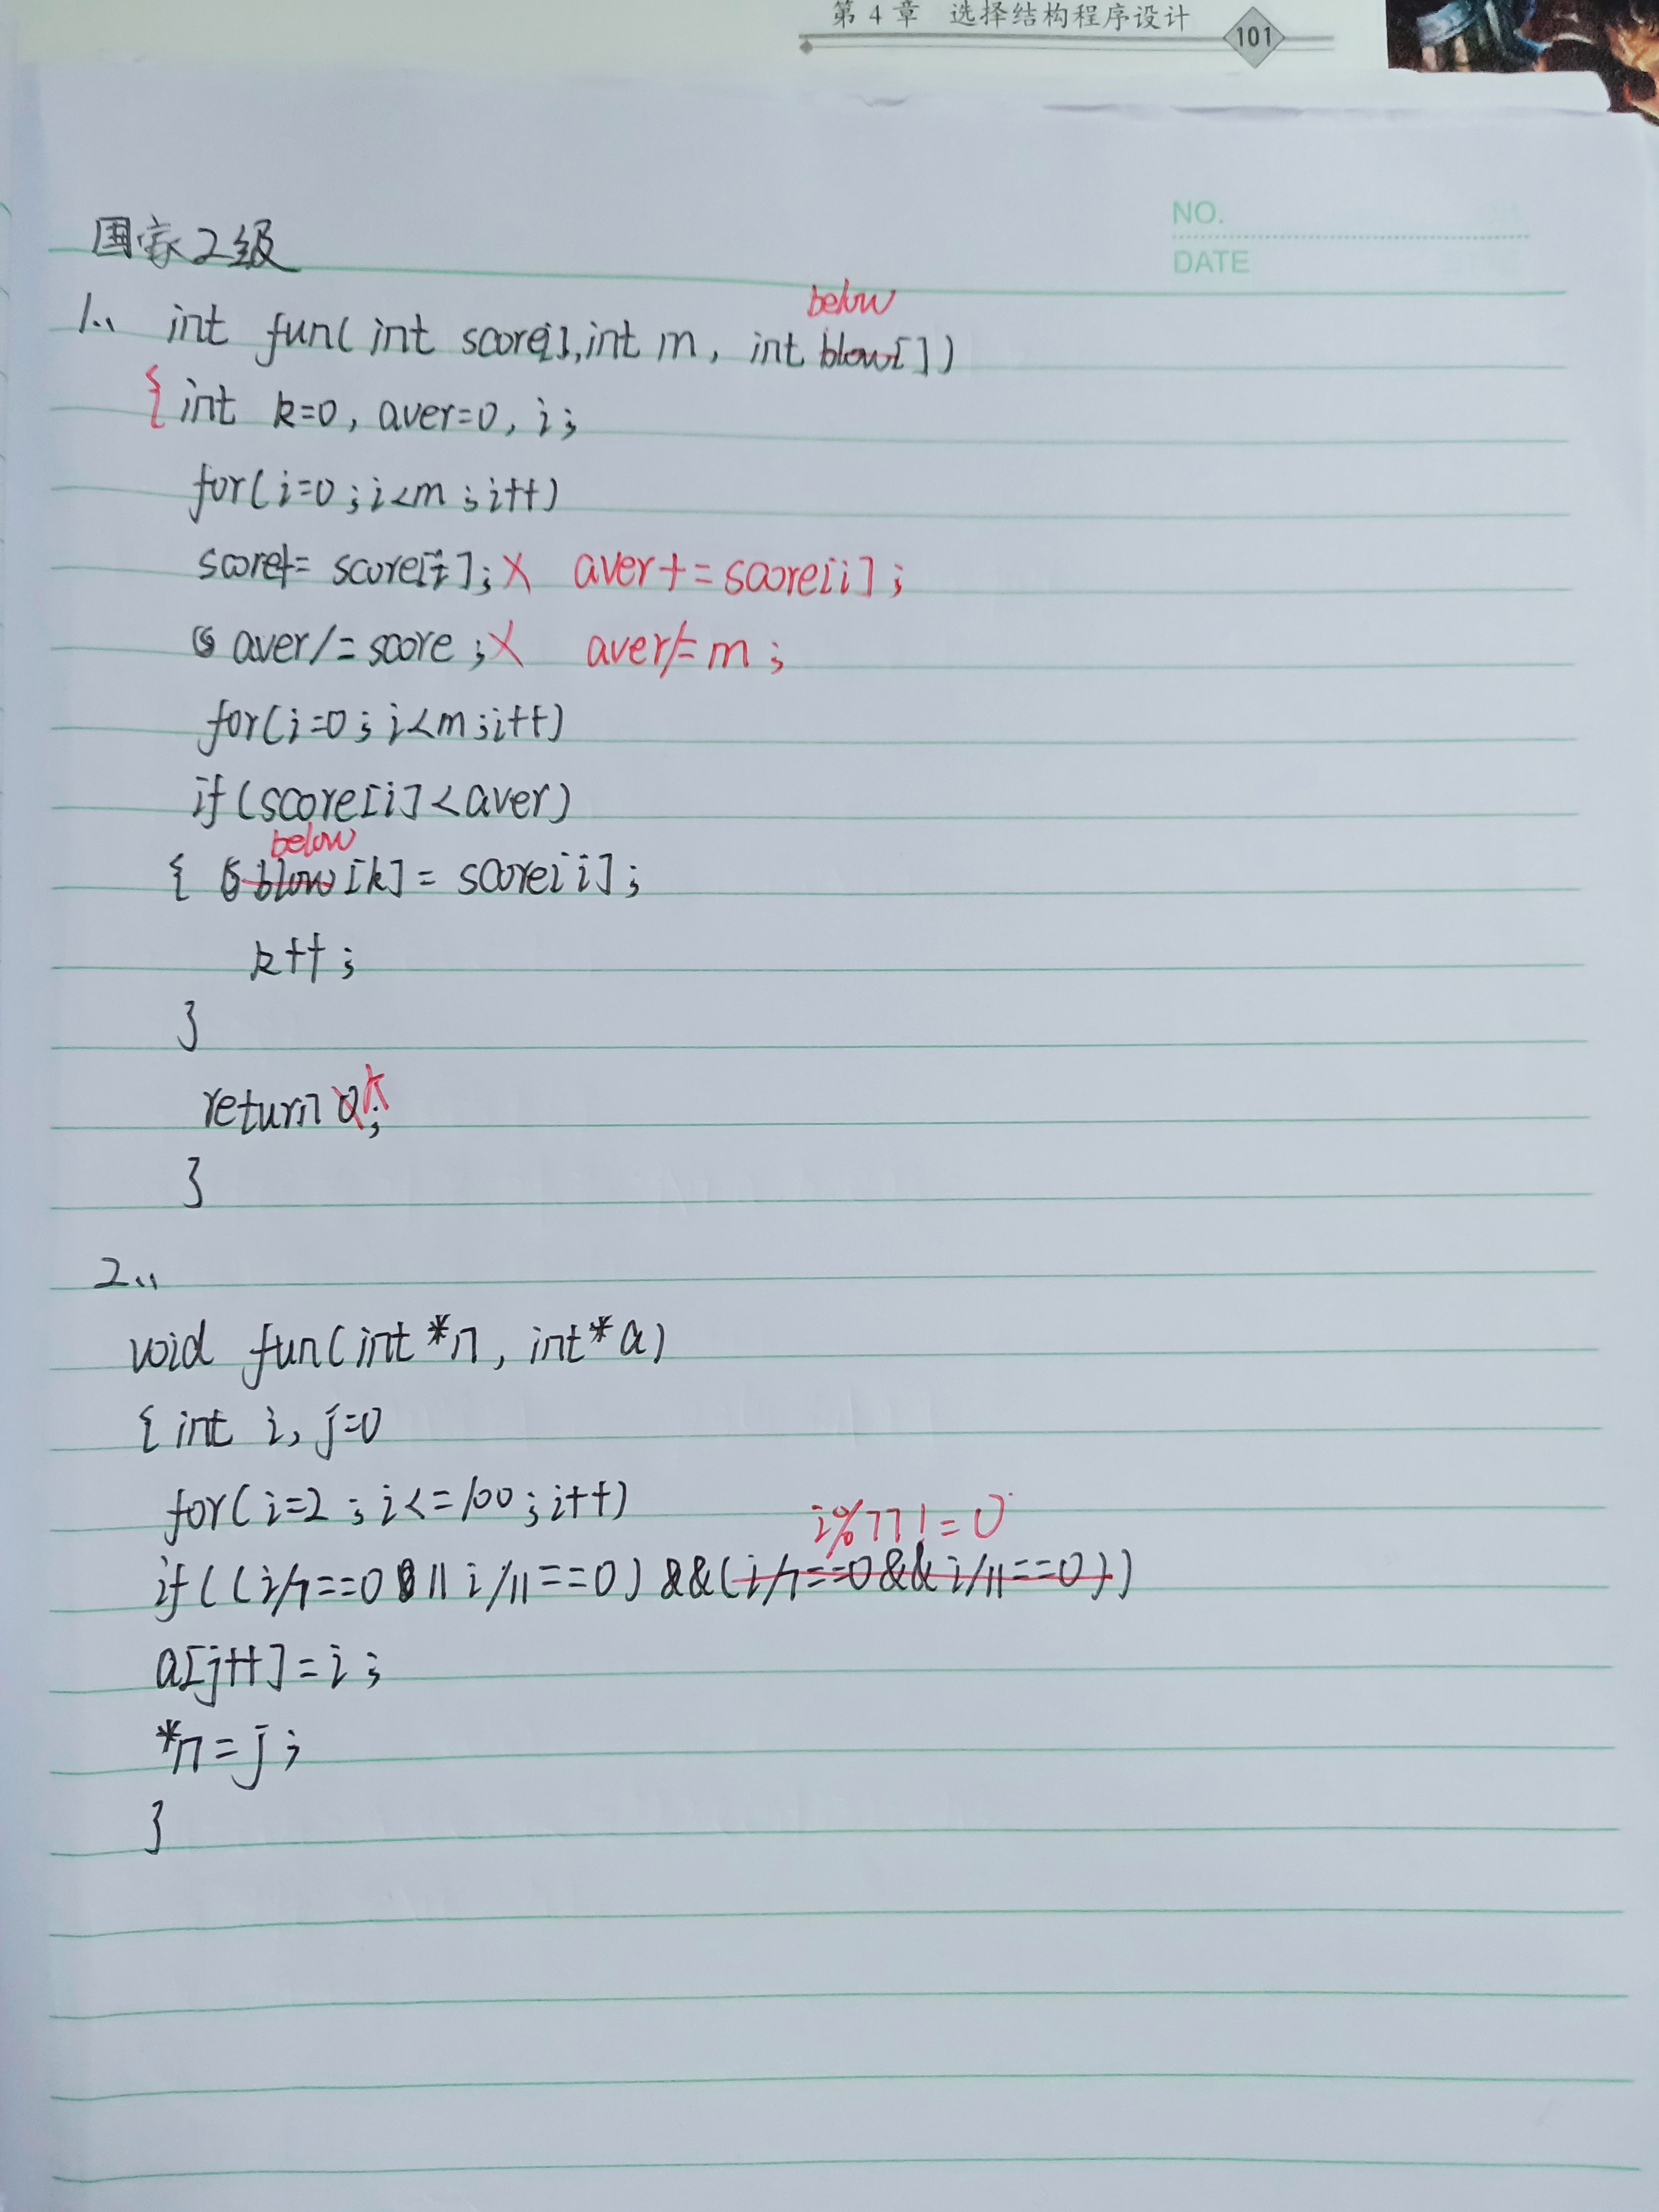 第 4 章 选择结构程序设计
101
NO.
DATE
国家2级
below
1、 int fun( int score[],int m, int blow[])
{ int k=0, aver=0, i;
for(i=0;i<m;i++)
score+= score[i]; X aver+=score[i];
aver/=score; X aver/=m;
for(i=0;i<m;i++)
if(score[i]<aver)
below
{ blow[k]= score[i];
k++;
}
return 0 k;
}
2、
void fun(int *n, int *a)
{ int i, j=0
for(i=2;i<=100;i++)
i%77!=0
if((i/7==0 || i/11==0)&&(i/7==0&&i/11==0))
a[j++]=i;
*n=j;
}